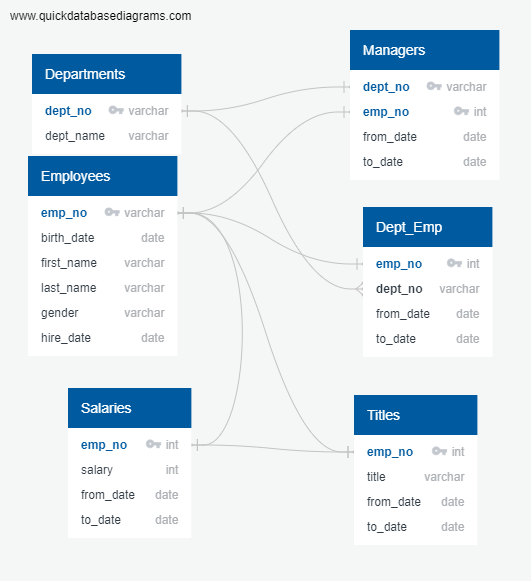 www.quickdatabasediagrams.com
Departments
dept_no varchar
dept_name varchar
Employees
emp_no varchar
birth_date date
first_name varchar
last_name varchar
gender varchar
hire_date date
Salaries
emp_no int
salary int
from_date date
to_date date
Managers
dept_no varchar
emp_no int
from_date date
to_date date
Dept_Emp
emp_no int
dept_no varchar
from_date date
to_date date
Titles
emp_no int
title varchar
from_date date
to_date date